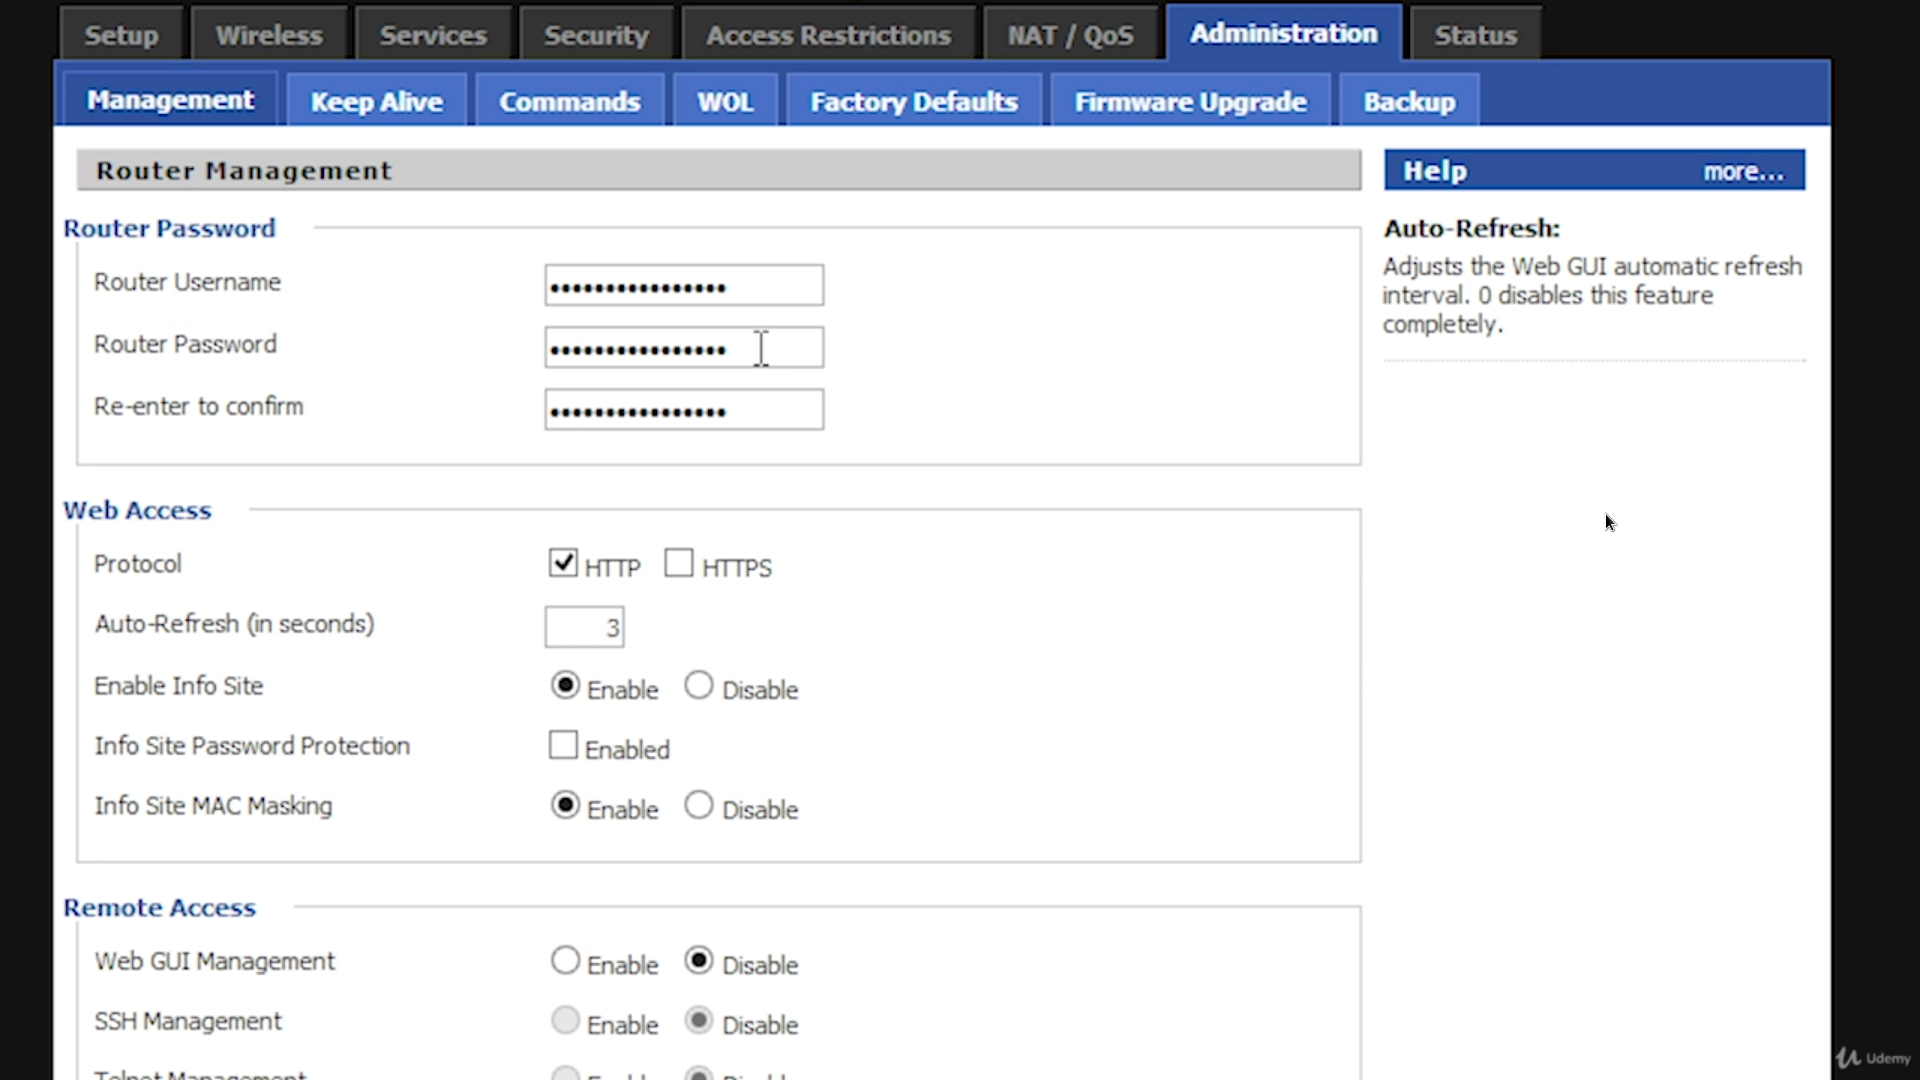 Setup Wireless Services Security Access Restrictions NAT / QoS Administration Status
Management Keep Alive Commands WOL Factory Defaults Firmware Upgrade Backup
Router Management
Help more...
Router Password
Router Username ••••••••••••••••
Router Password ••••••••••••••••
Re-enter to confirm ••••••••••••••••
Auto-Refresh:
Adjusts the Web GUI automatic refresh
interval. 0 disables this feature
completely.
Web Access
Protocol HTTP HTTPS
Auto-Refresh (in seconds) 3
Enable Info Site Enable Disable
Info Site Password Protection Enabled
Info Site MAC Masking Enable Disable
Remote Access
Web GUI Management Enable Disable
SSH Management Enable Disable
Telnet Management Enable Disable
Udemy